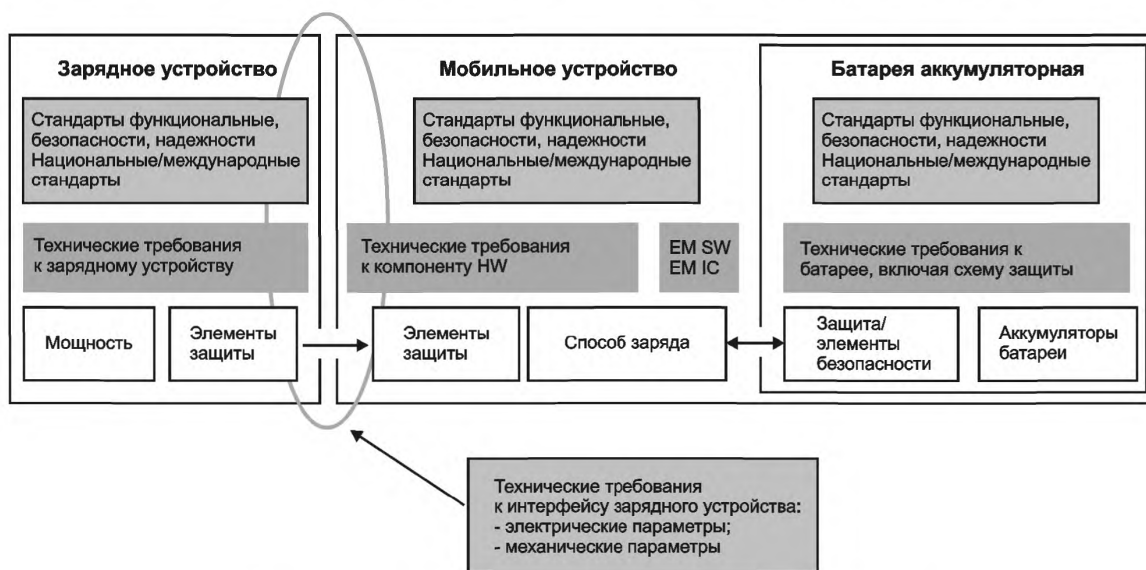 Зарядное устройство
Стандарты функциональные,
безопасности, надежности
Национальные/международные
стандарты
Технические требования
к зарядному устройству
Мощность
Элементы
защиты
Мобильное устройство
Стандарты функциональные,
безопасности, надежности
Национальные/международные
стандарты
Технические требования
к компоненту HW
EM SW
EM IC
Элементы
защиты
Способ заряда
Батарея аккумуляторная
Стандарты функциональные,
безопасности, надежности
Национальные/международные
стандарты
Технические требования к
батарее, включая схему защиты
Защита/
элементы
безопасности
Аккумуляторы
батареи
Технические требования
к интерфейсу зарядного устройства:
- электрические параметры;
- механические параметры